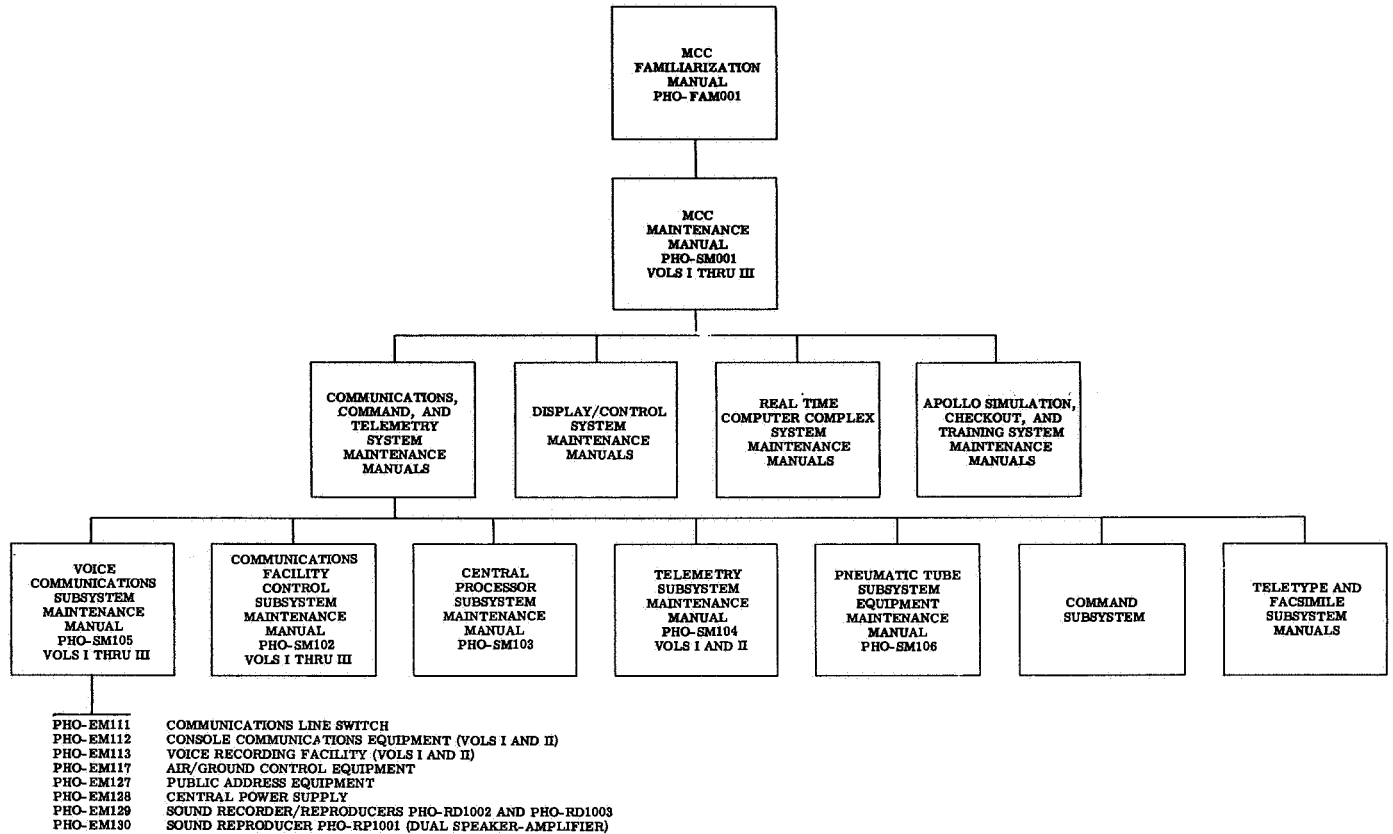 MCC
FAMILIARIZATION
MANUAL
PHO-FAM001
MCC
MAINTENANCE
MANUAL
PHO-SM001
VOLS I THRU III
COMMUNICATIONS,
COMMAND, AND
TELEMETRY
SYSTEM
MAINTENANCE
MANUALS
DISPLAY/CONTROL
SYSTEM
MAINTENANCE
MANUALS
REAL TIME
COMPUTER COMPLEX
SYSTEM
MAINTENANCE
MANUALS
APOLLO SIMULATION,
CHECKOUT, AND
TRAINING SYSTEM
MAINTENANCE
MANUALS
VOICE
COMMUNICATIONS
SUBSYSTEM
MAINTENANCE
MANUAL
PHO-SM105
VOLS I THRU III
COMMUNICATIONS
FACILITY
CONTROL
SUBSYSTEM
MAINTENANCE
MANUAL
PHO-SM102
VOLS I THRU III
CENTRAL
PROCESSOR
SUBSYSTEM
MAINTENANCE
MANUAL
PHO-SM103
TELEMETRY
SUBSYSTEM
MAINTENANCE
MANUAL
PHO-SM104
VOLS I AND II
PNEUMATIC TUBE
SUBSYSTEM
EQUIPMENT
MAINTENANCE
MANUAL
PHO-SM106
COMMAND
SUBSYSTEM
TELETYPE AND
FACSIMILE
SUBSYSTEM
MANUALS
PHO-EM111 COMMUNICATIONS LINE SWITCH
PHO-EM112 CONSOLE COMMUNICATIONS EQUIPMENT (VOLS I AND II)
PHO-EM113 VOICE RECORDING FACILITY (VOLS I AND II)
PHO-EM117 AIR/GROUND CONTROL EQUIPMENT
PHO-EM127 PUBLIC ADDRESS EQUIPMENT
PHO-EM128 CENTRAL POWER SUPPLY
PHO-EM129 SOUND RECORDER/REPRODUCERS PHO-RD1002 AND PHO-RD1003
PHO-EM130 SOUND REPRODUCER PHO-RP1001 (DUAL SPEAKER-AMPLIFIER)